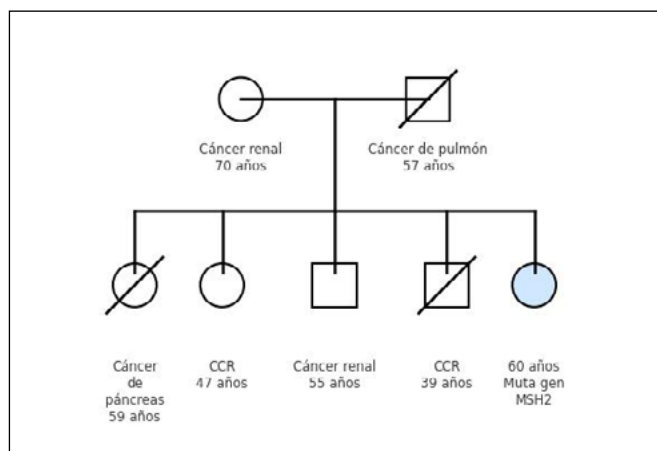 Cáncer renal
70 años
Cáncer de pulmón
57 años
Cáncer
de
páncreas
59 años
CCR
47 años
Cáncer renal
55 años
CCR
39 años
60 años
Muta gen
MSH2